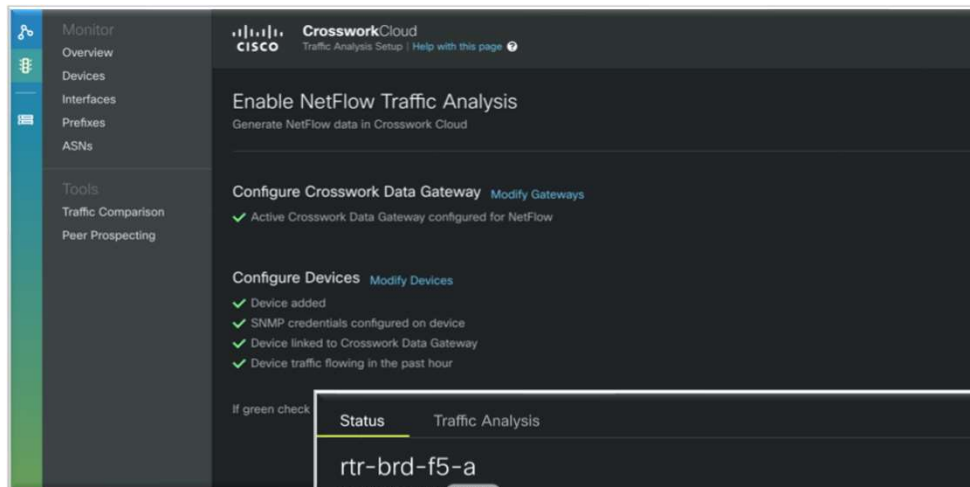 Monitor
Overview
Devices
Interfaces
Prefixes
ASNs
Tools
Traffic Comparison
Peer Prospecting
CISCO
CrossworkCloud
Traffic Analysis Setup | Help with this page ?
Enable NetFlow Traffic Analysis
Generate NetFlow data in Crosswork Cloud
Configure Crosswork Data Gateway Modify Gateways
Active Crosswork Data Gateway configured for NetFlow
Configure Devices Modify Devices
Device added
SNMP credentials configured on device
Device linked to Crosswork Data Gateway
Device traffic flowing in the past hour
If green check
Status Traffic Analysis
rtr-brd-f5-a